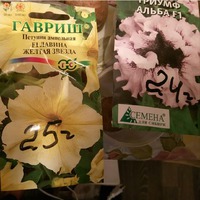 ГАВРИШ
Петуния ампельная
F1 ЛАВИНА
ЖЕЛТАЯ ЗВЕЗДА
25г
ТРИУМФ
АЛЬБА F1
24г
СЕМЕНА